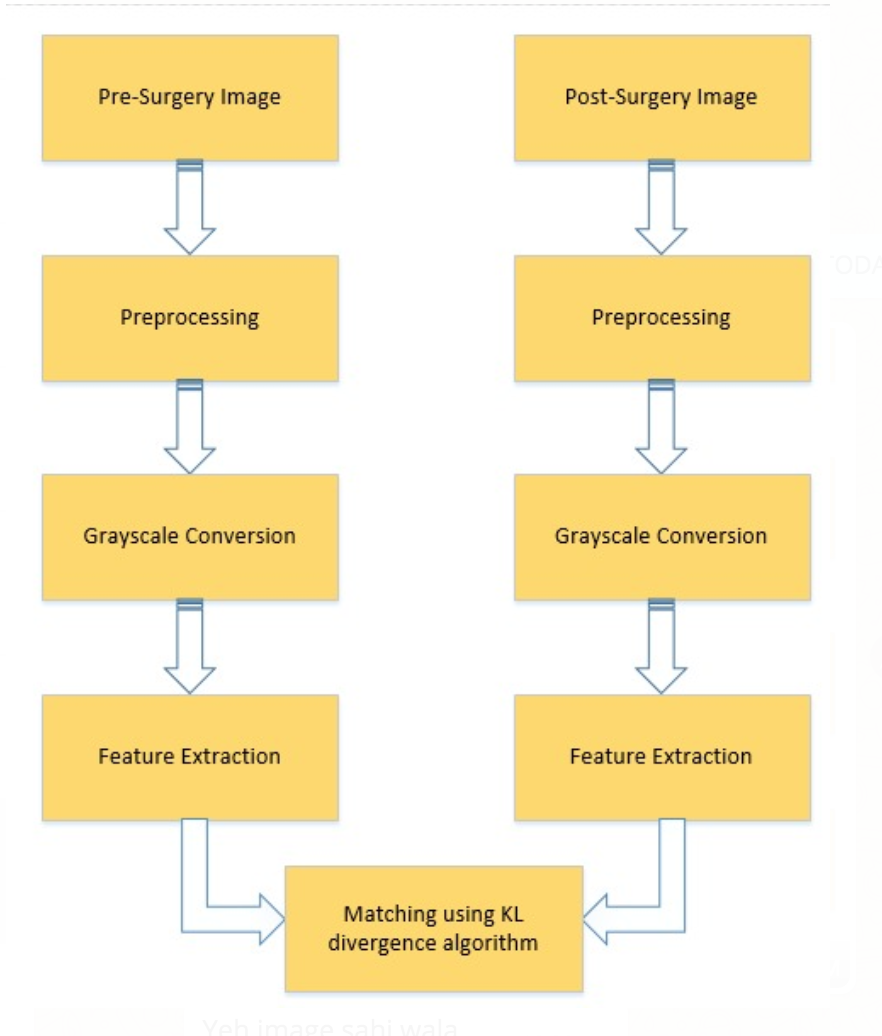 Pre-Surgery Image
Post-Surgery Image
Preprocessing
Preprocessing
Grayscale Conversion
Grayscale Conversion
Feature Extraction
Feature Extraction
Matching using KL
divergence algorithm
Yeh image sahi wala